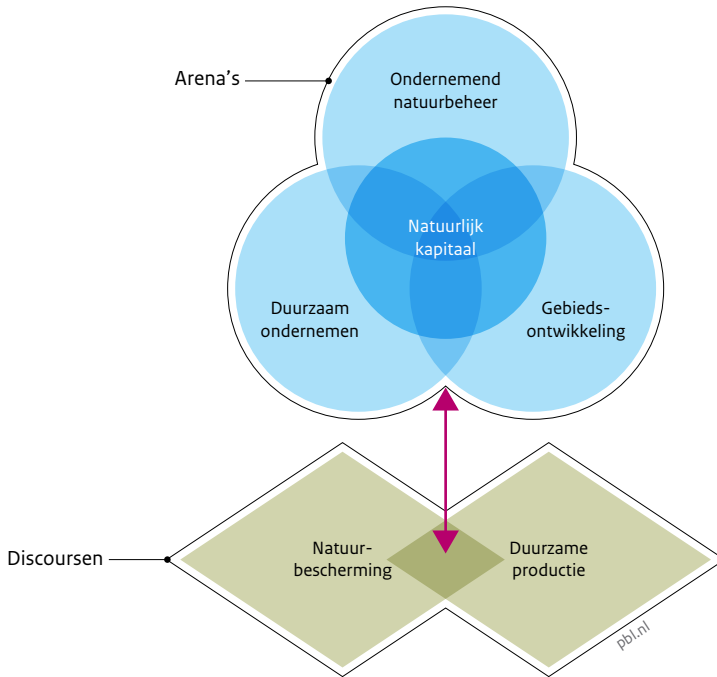 Arena's
Ondernemend
natuurbeheer
Natuurlijk
kapitaal
Duurzaam
ondernemen
Gebieds-
ontwikkeling
Discoursen
Natuur-
bescherming
Duurzame
productie
pbl.nl